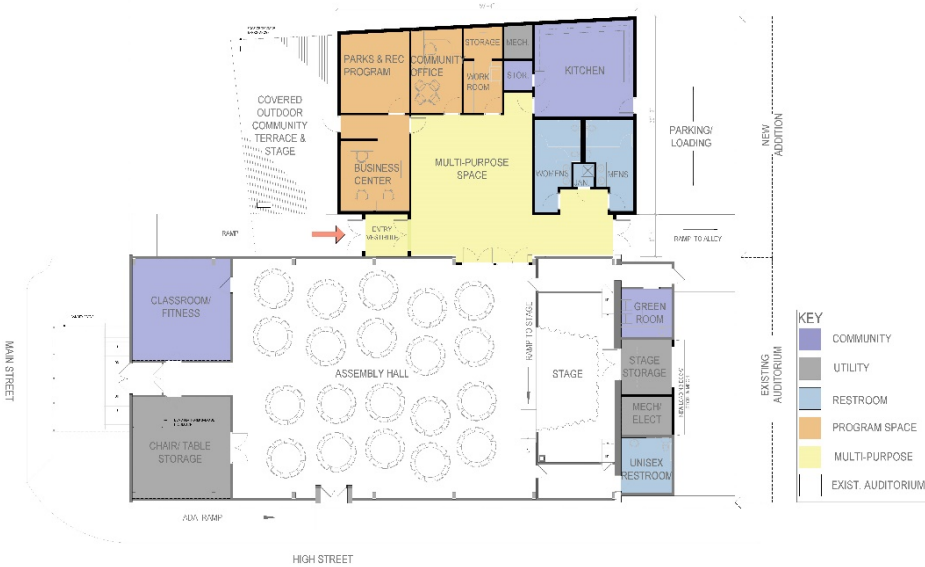 PARKS & REC
PROGRAM
COMMUNITY
OFFICE
STORAGE
MECH.
WORK
ROOM
STOR.
KITCHEN
COVERED
OUTDOOR
COMMUNITY
TERRACE &
STAGE
BUSINESS
CENTER
MULTI-PURPOSE
SPACE
WOMENS
JAN.
MENS
PARKING/
LOADING
NEW
ADDITION
RAMP
ENTRY
VESTIBULE
RAMP TO ALLEY
CLASSROOM/
FITNESS
ASSEMBLY HALL
RAMP TO STAGE
STAGE
GREEN
ROOM
STAGE
STORAGE
MECH/
ELECT
UNISEX
RESTROOM
CHAIR/ TABLE
STORAGE
MAIN STREET
EXISTING
AUDITORIUM
ADA RAMP
HIGH STREET
KEY
COMMUNITY
UTILITY
RESTROOM
PROGRAM SPACE
MULTI-PURPOSE
EXIST. AUDITORIUM